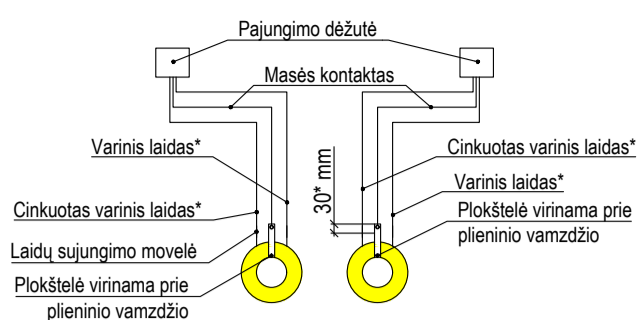 Pajungimo dėžutė
Masės kontaktas
Varinis laidas*
Cinkuotas varinis laidas*
30* mm
Varinis laidas*
Cinkuotas varinis laidas*
Plokštelė virinama prie
plieninio vamzdžio
Laidų sujungimo movelė
Plokštelė virinama prie
plieninio vamzdžio